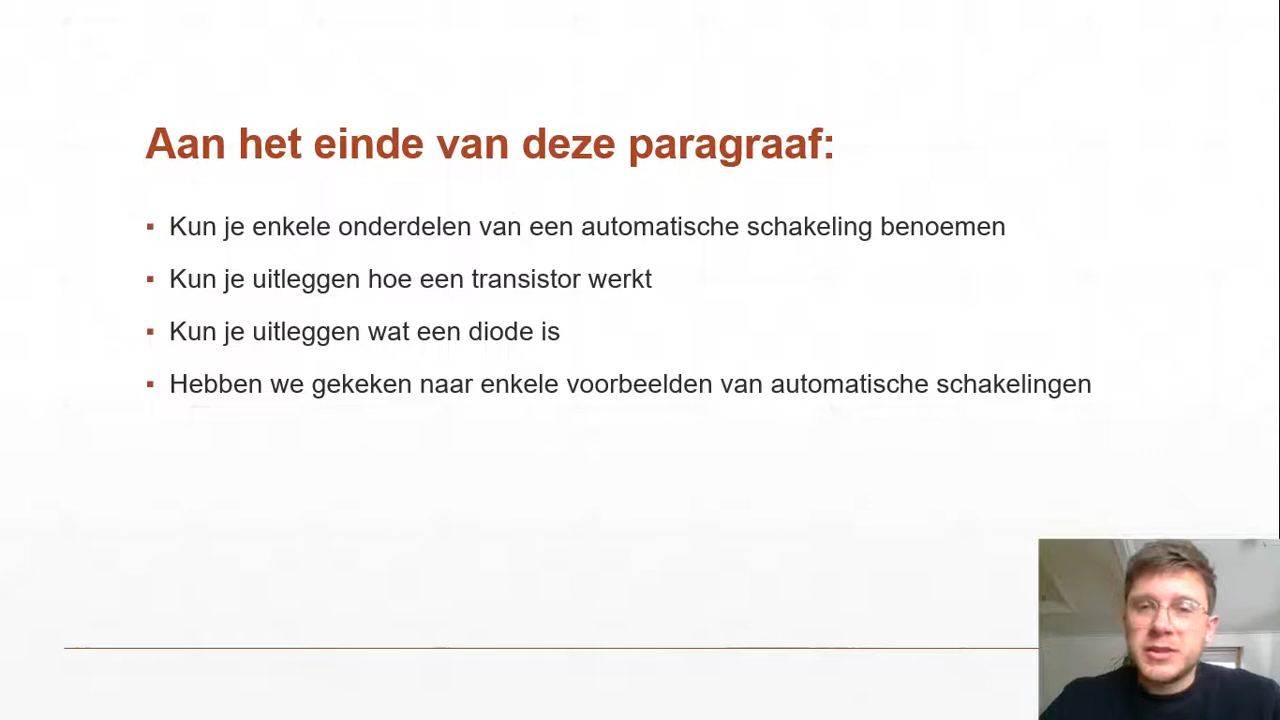 Aan het einde van deze paragraaf:
▪ Kun je enkele onderdelen van een automatische schakeling benoemen
▪ Kun je uitleggen hoe een transistor werkt
▪ Kun je uitleggen wat een diode is
▪ Hebben we gekeken naar enkele voorbeelden van automatische schakelingen